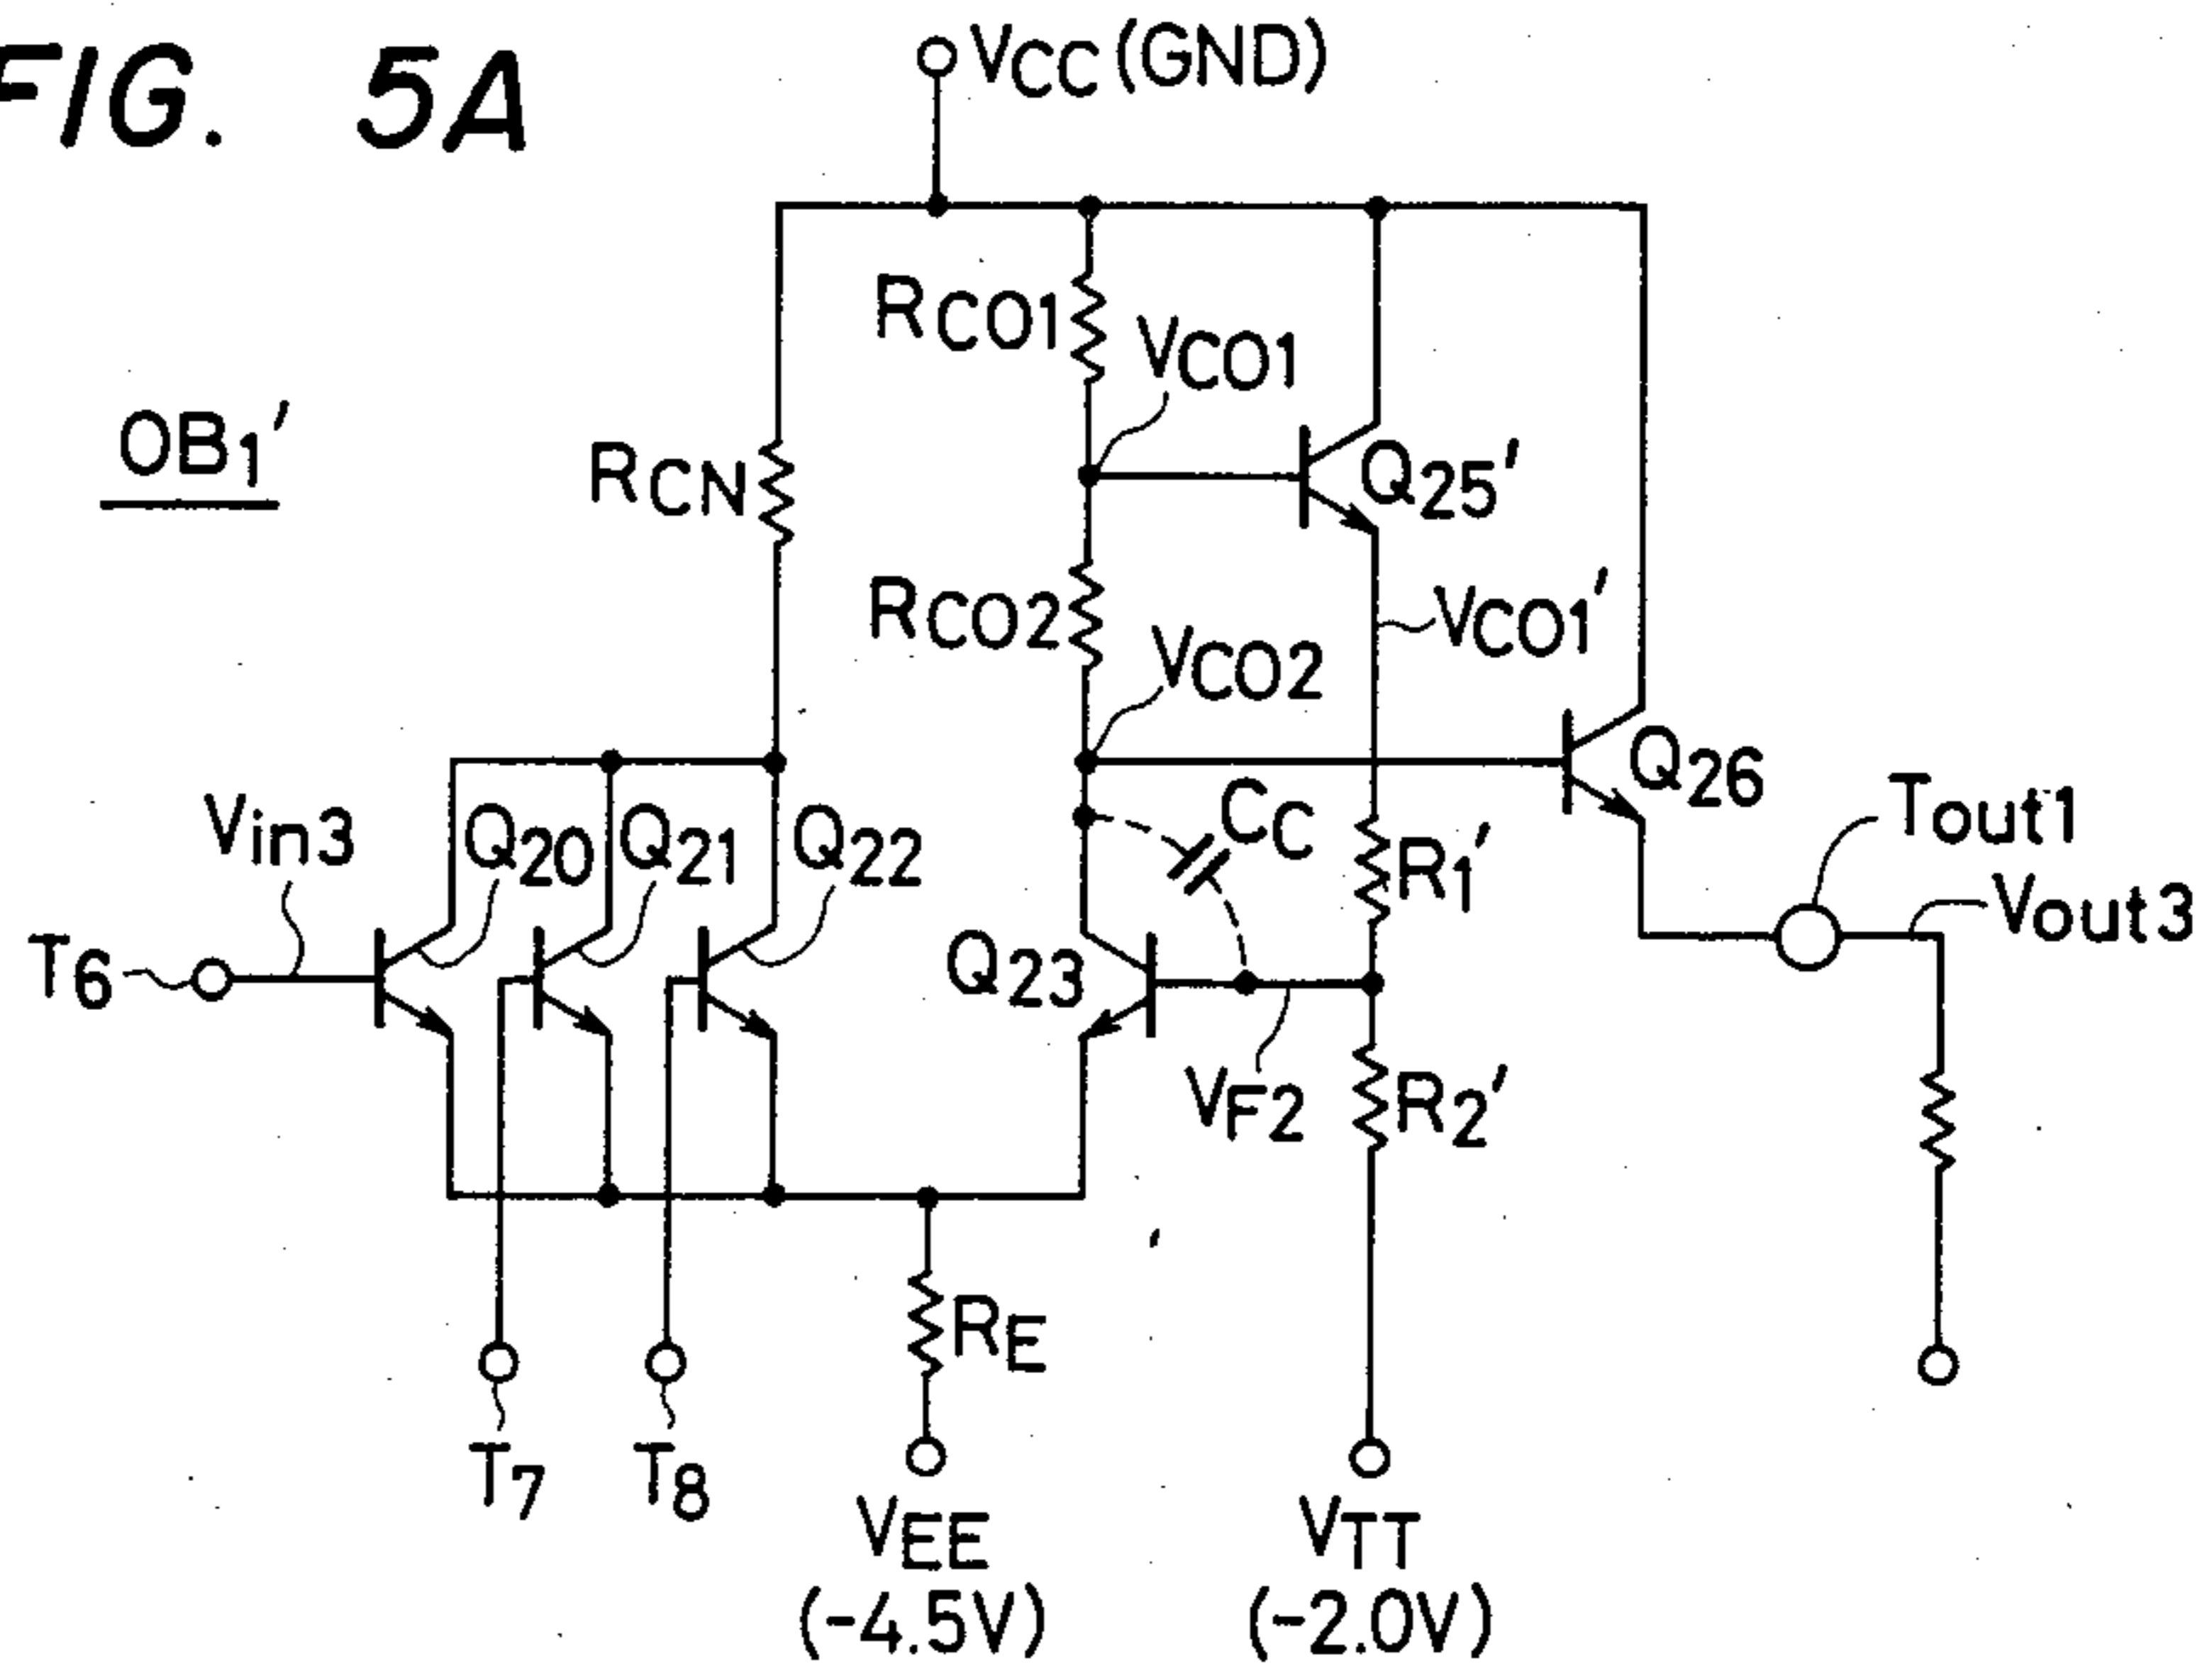 FIG. 5A
VCC (GND)
RCO1
VCO1
OB1'
RCN
Q25'
RCO2
VCO1'
VCO2
Q26
Vin3
Q20
Q21
Q22
CC
R1'
Tout1
Vout3
T6
Q23
VF2
R2'
RE
T7
T8
VEE
(-4.5V)
VTT
(-2.0V)